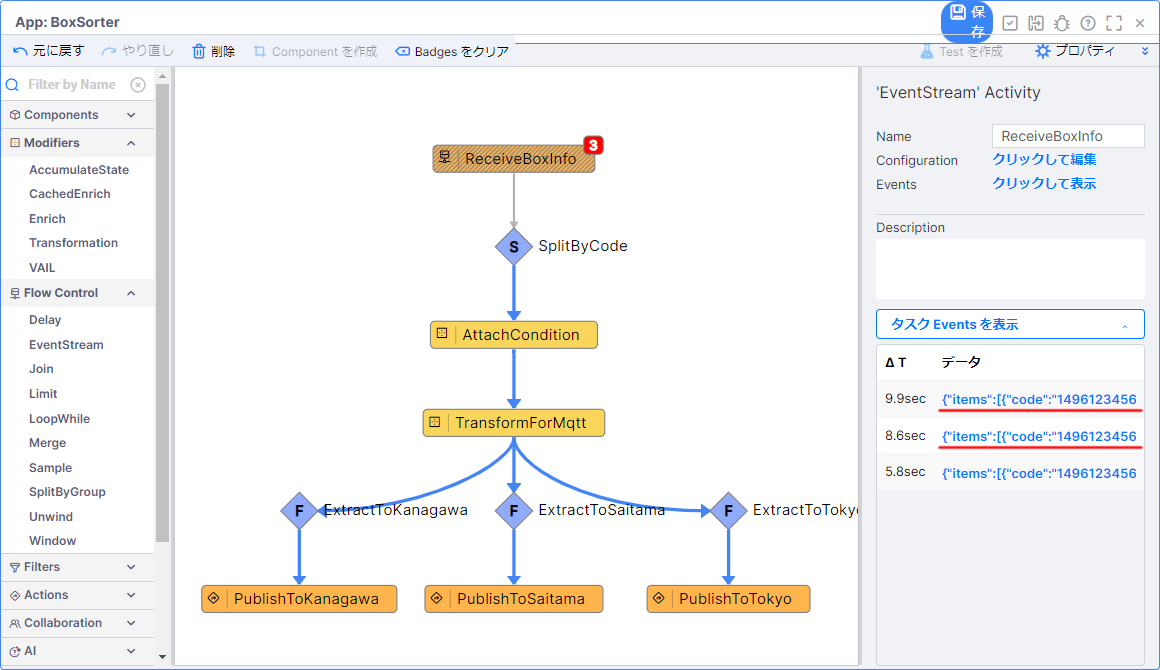 App: BoxSorter
保存
元に戻す やり直し 削除 Component を作成 Badges をクリア Test を作成 プロパティ
Filter by Name
Components
Modifiers
AccumulateState
CachedEnrich
Enrich
Transformation
VAIL
Flow Control
Delay
EventStream
Join
Limit
LoopWhile
Merge
Sample
SplitByGroup
Unwind
Window
Filters
Actions
Collaboration
AI
ReceiveBoxInfo
3
S SplitByCode
AttachCondition
TransformForMqtt
F ExtractToKanagawa F ExtractToSaitama F ExtractToTokyo
PublishToKanagawa PublishToSaitama PublishToTokyo
'EventStream' Activity
Name ReceiveBoxInfo
Configuration クリックして編集
Events クリックして表示
Description
タスク Events を表示
Δ T データ
9.9sec {"items":[{"code":"1496123456
8.6sec {"items":[{"code":"1496123456
5.8sec {"items":[{"code":"1496123456